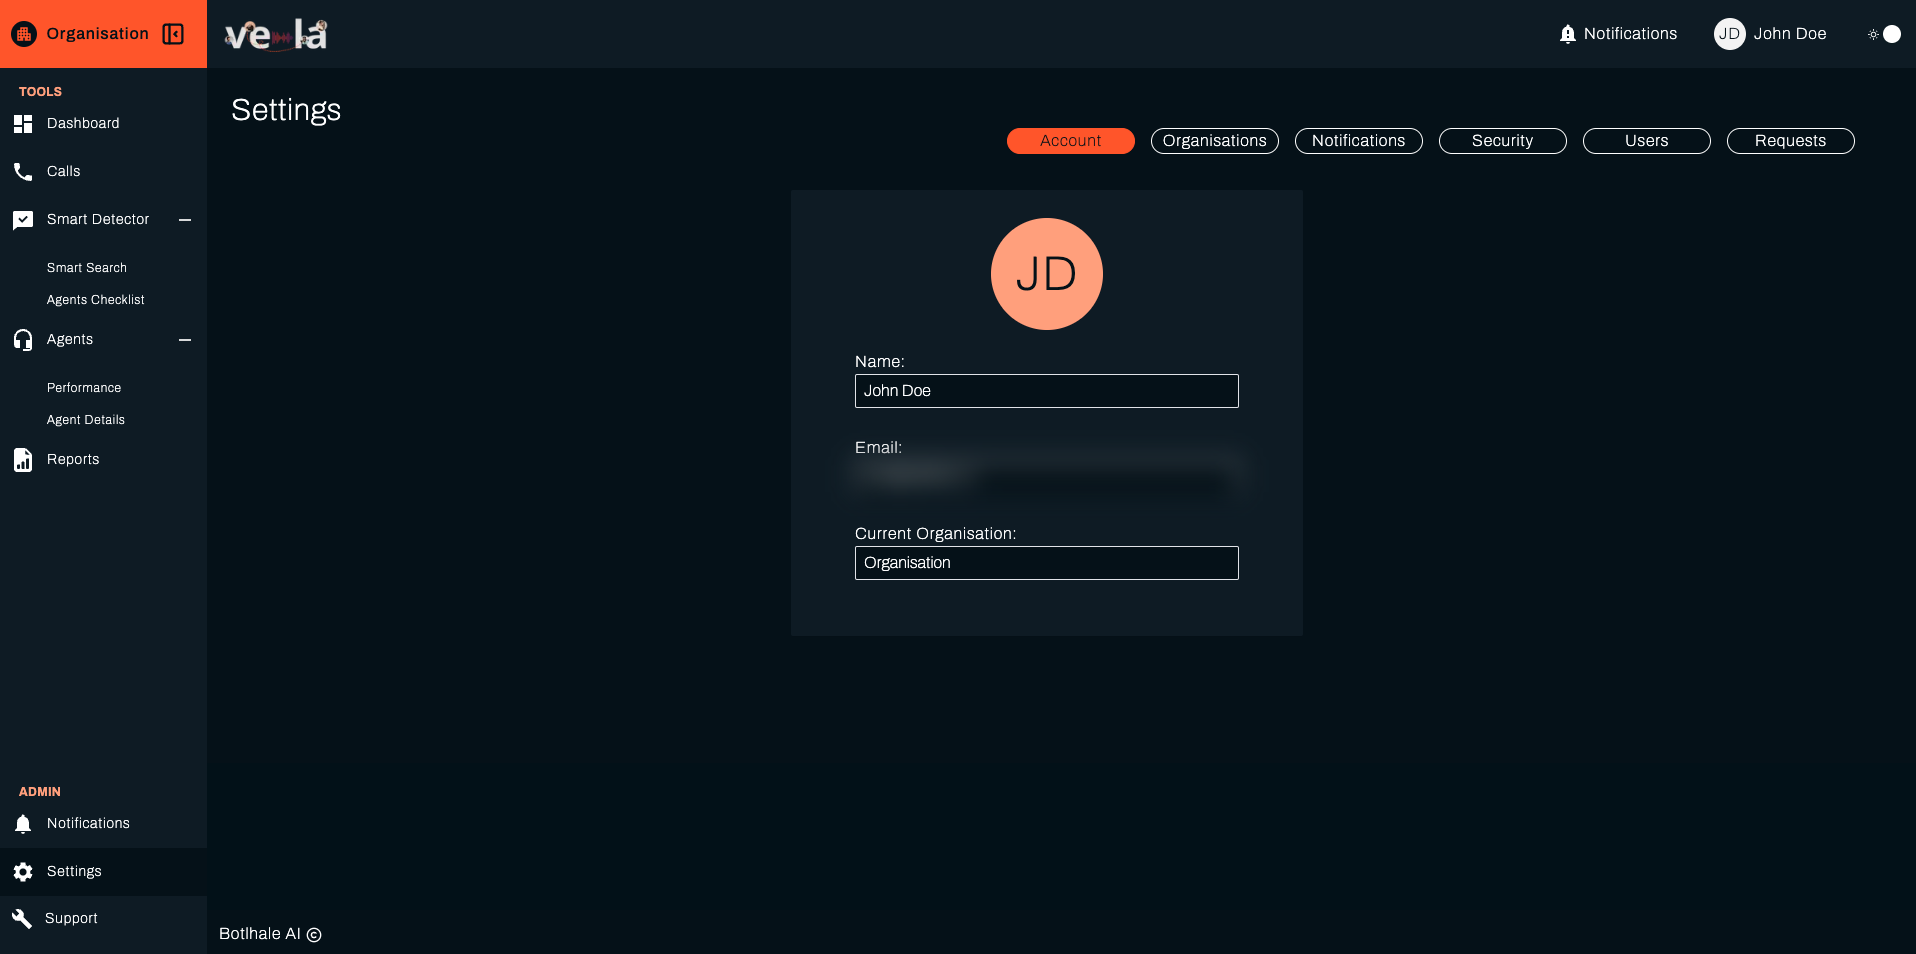 Organisation
vela
Notifications
JD
John Doe
TOOLS
Dashboard
Calls
Smart Detector
Smart Search
Agents Checklist
Agents
Performance
Agent Details
Reports
ADMIN
Notifications
Settings
Support
Settings
Account
Organisations
Notifications
Security
Users
Requests
JD
Name:
John Doe
Email:
Current Organisation:
Organisation
Botlhale AI ©